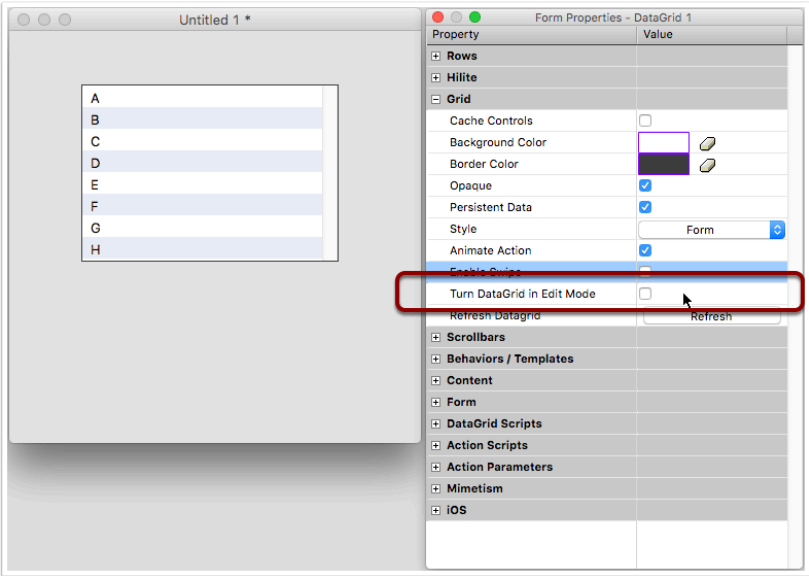 Untitled 1 *
A
B
C
D
E
F
G
H
Form Properties - DataGrid 1
Property Value
Rows
Hilite
Grid
Cache Controls
Background Color
Border Color
Opaque
Persistent Data
Style Form
Animate Action
Enable Swipe
Turn DataGrid in Edit Mode
Refresh Datagrid Refresh
Scrollbars
Behaviors / Templates
Content
Form
DataGrid Scripts
Action Scripts
Action Parameters
Mimetism
iOS